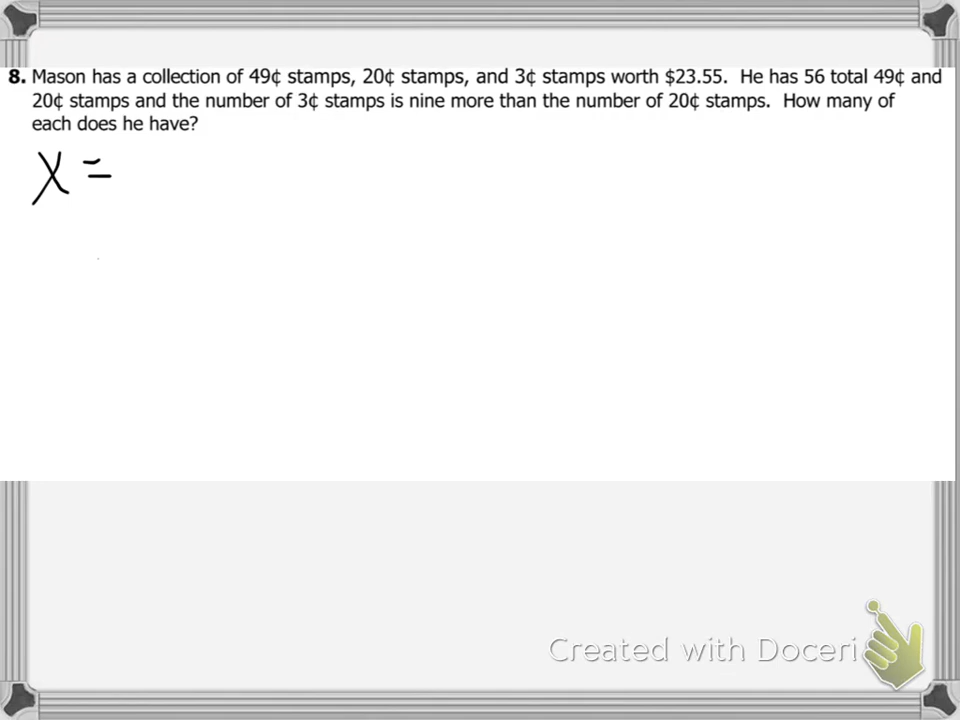 8. Mason has a collection of 49¢ stamps, 20¢ stamps, and 3¢ stamps worth $23.55. He has 56 total 49¢ and
20¢ stamps and the number of 3¢ stamps is nine more than the number of 20¢ stamps. How many of
each does he have?
x =
Created with Doceri